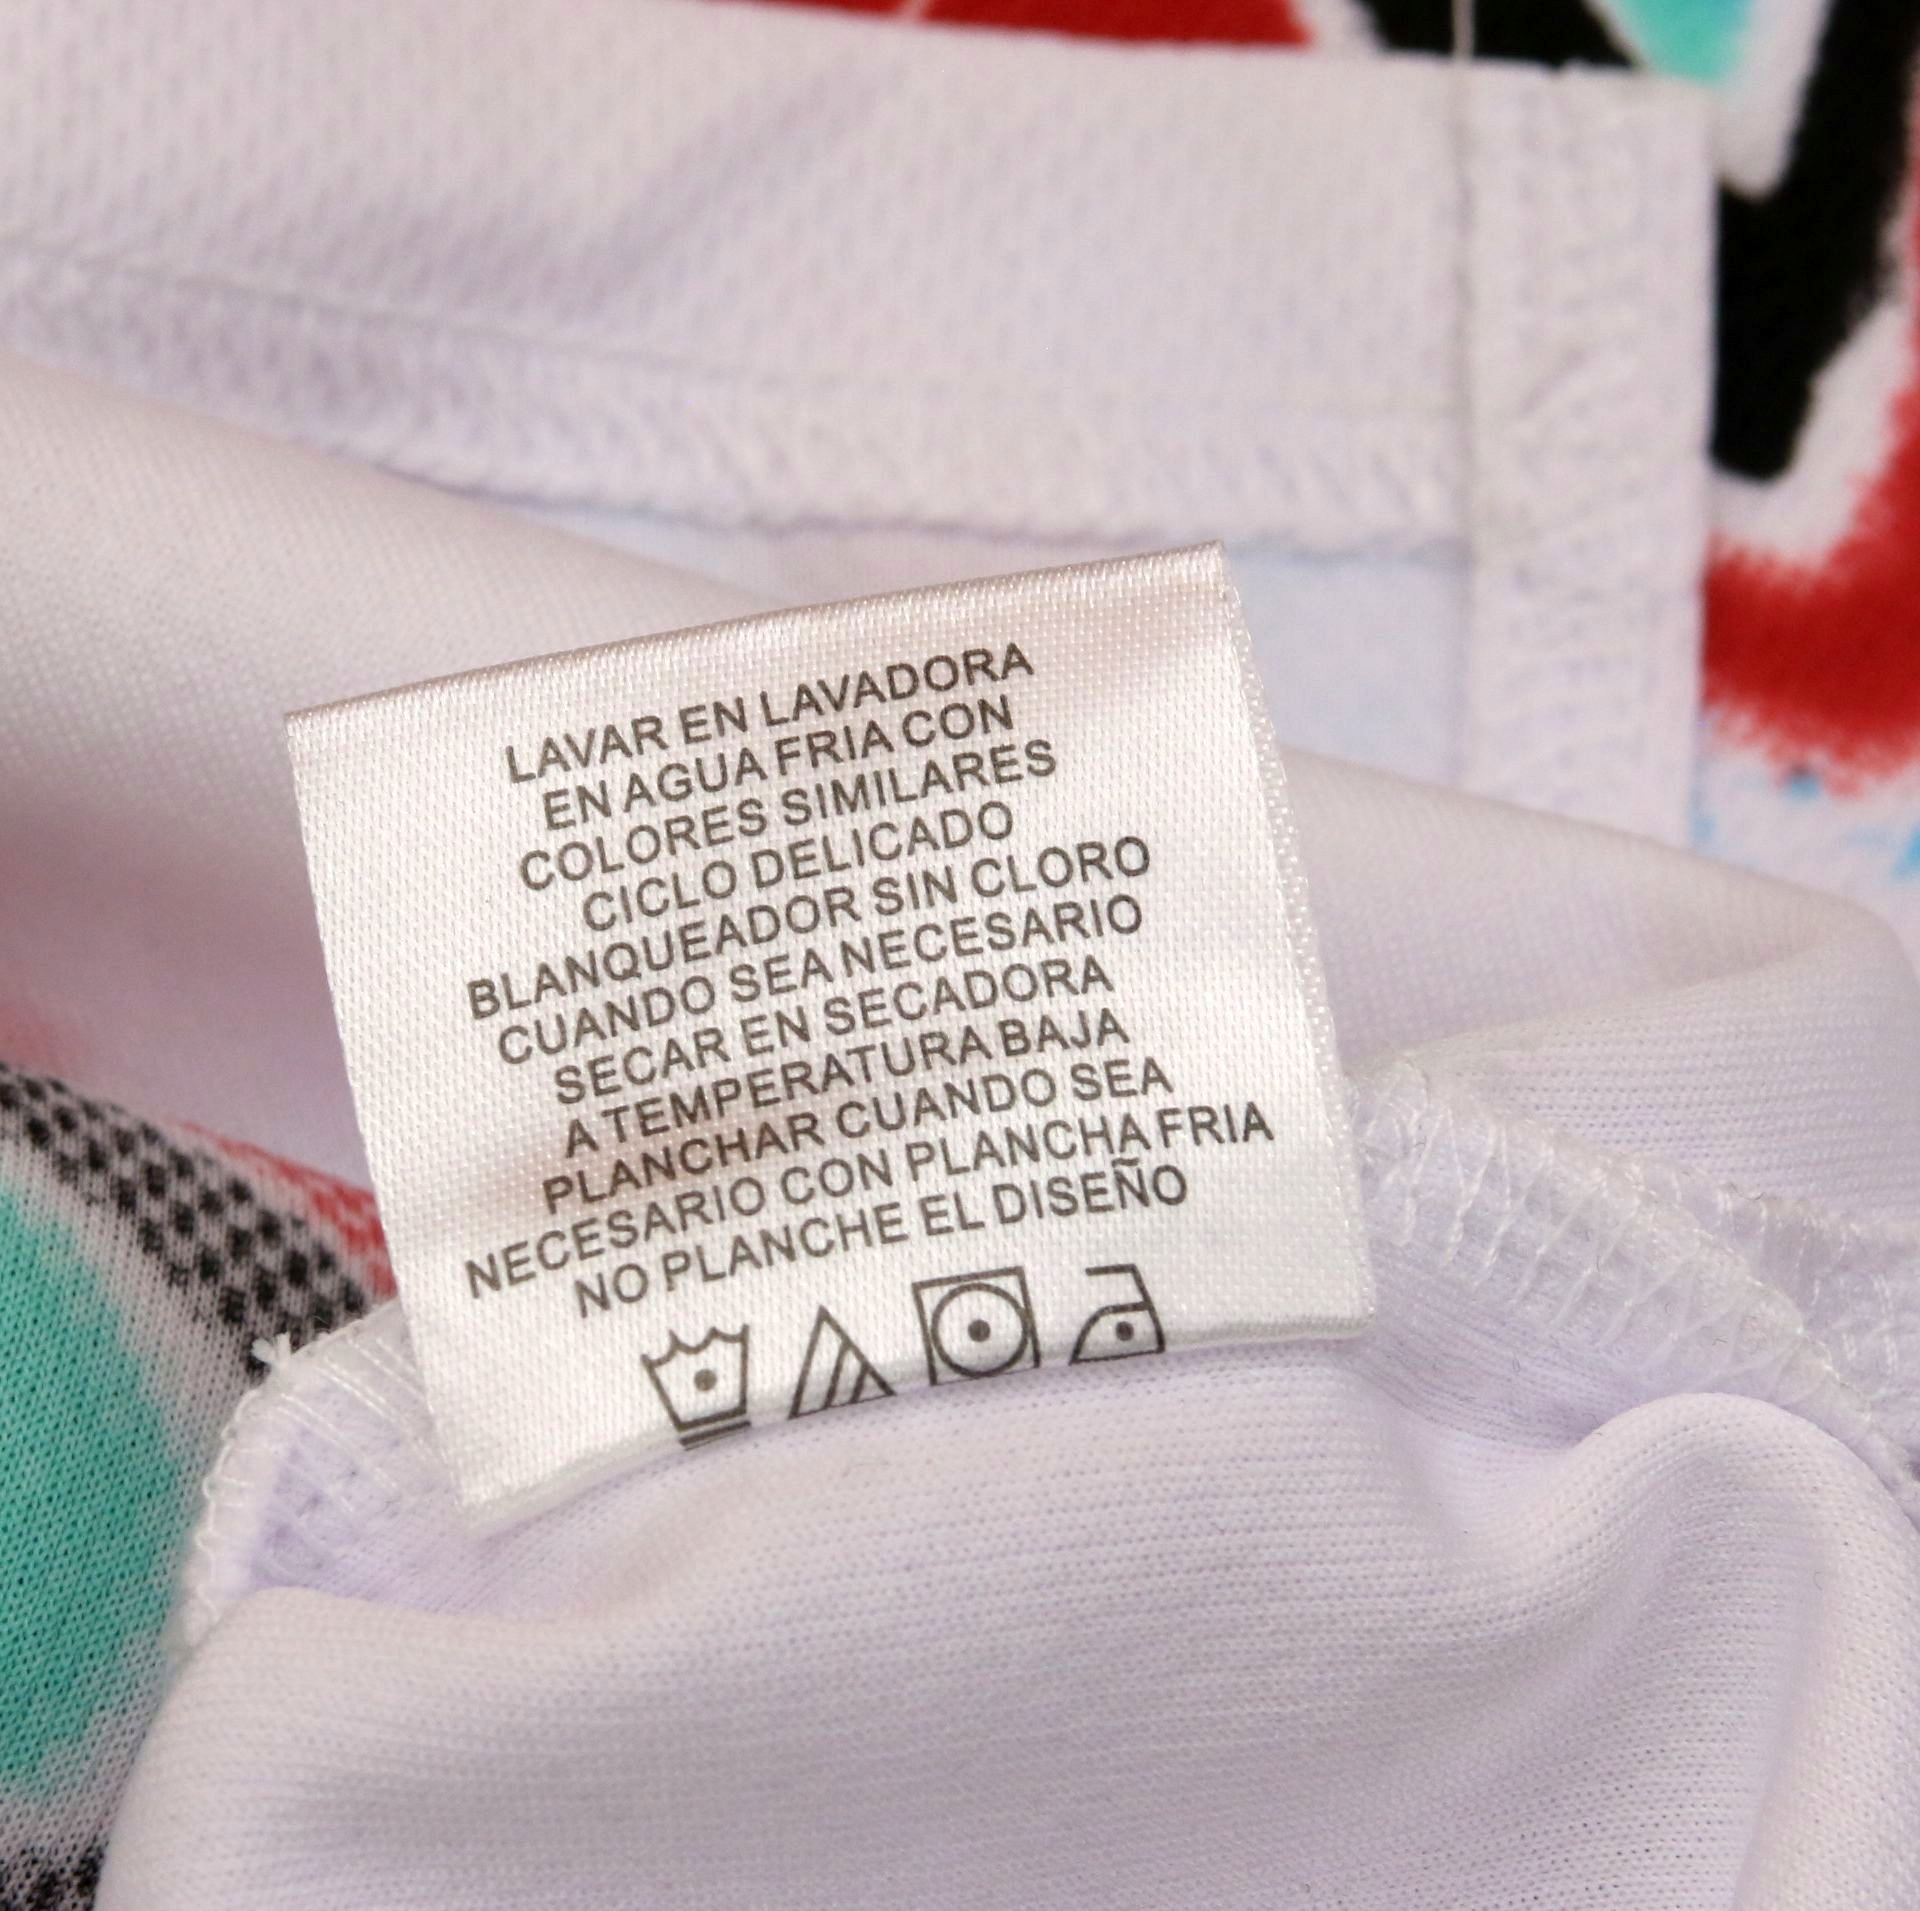 LAVAR EN LAVADORA
EN AGUA FRIA CON
COLORES SIMILARES
CICLO DELICADO
BLANQUEADOR SIN CLORO
CUANDO SEA NECESARIO
SECAR EN SECADORA
A TEMPERATURA BAJA
PLANCHAR CUANDO SEA
NECESARIO CON PLANCHA FRIA
NO PLANCHE EL DISEÑO